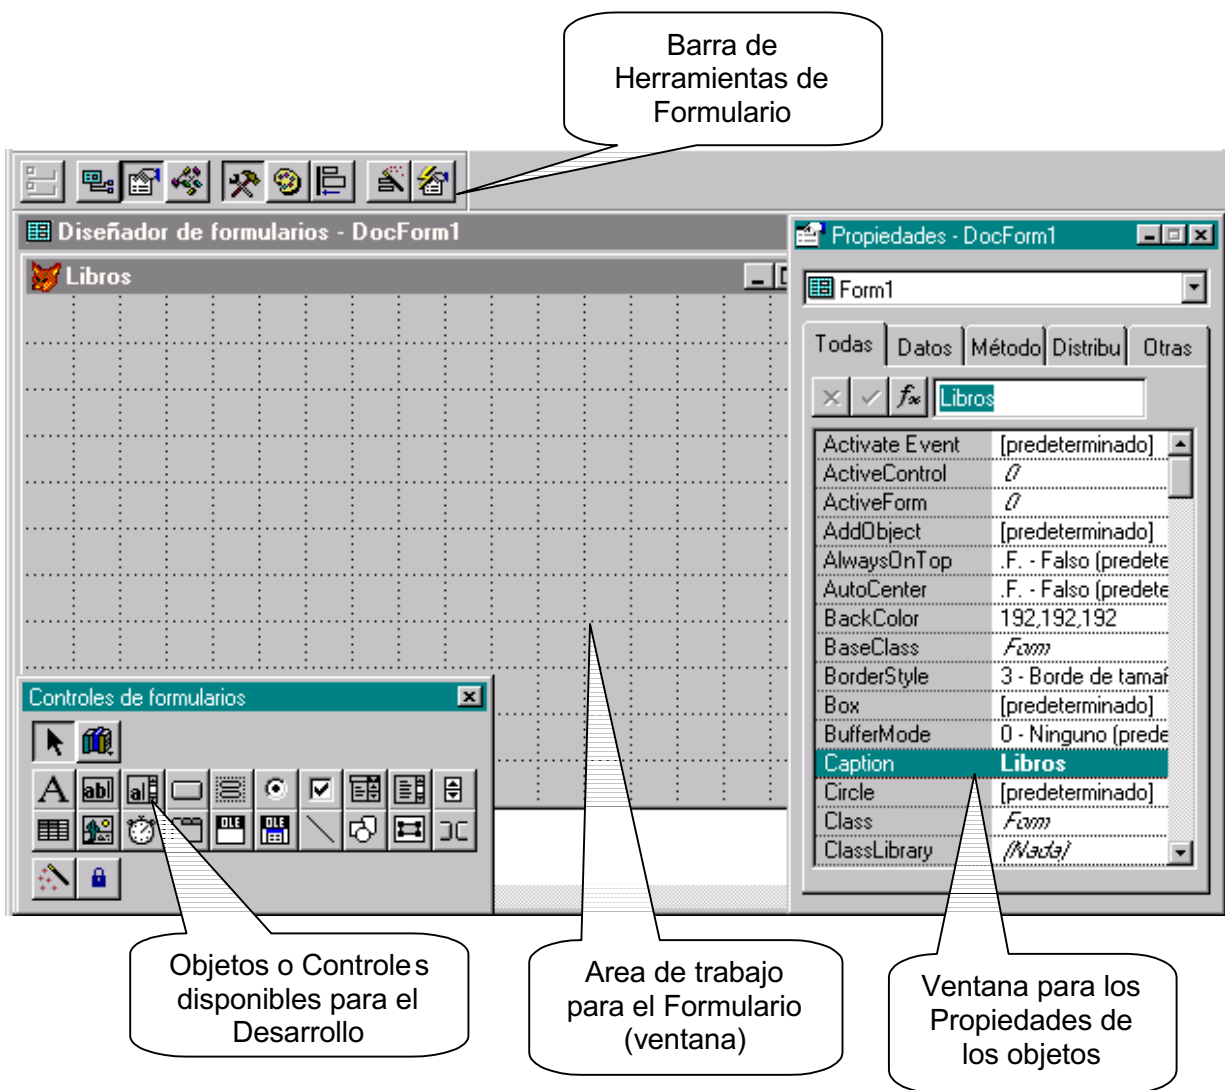 Barra de
Herramientas de
Formulario
Diseñador de formularios - DocForm1
Libros
Propiedades - DocForm1
Form1
Todas Datos Método Distribu Otras
fx Libros
Activate Event [predeterminado]
ActiveControl 0
ActiveForm 0
AddObject [predeterminado]
AlwaysOnTop .F. - Falso (predete
AutoCenter .F. - Falso (predete
BackColor 192,192,192
BaseClass Form
BorderStyle 3 - Borde de tamañ
Box [predeterminado]
BufferMode 0 - Ninguno (prede
Caption Libros
Circle [predeterminado]
Class Form
ClassLibrary (Nada)
Controles de formularios
A ab| a|
OLE OLE
Objetos o Controles
disponibles para el
Desarrollo
Area de trabajo
para el Formulario
(ventana)
Ventana para los
Propiedades de
los objetos